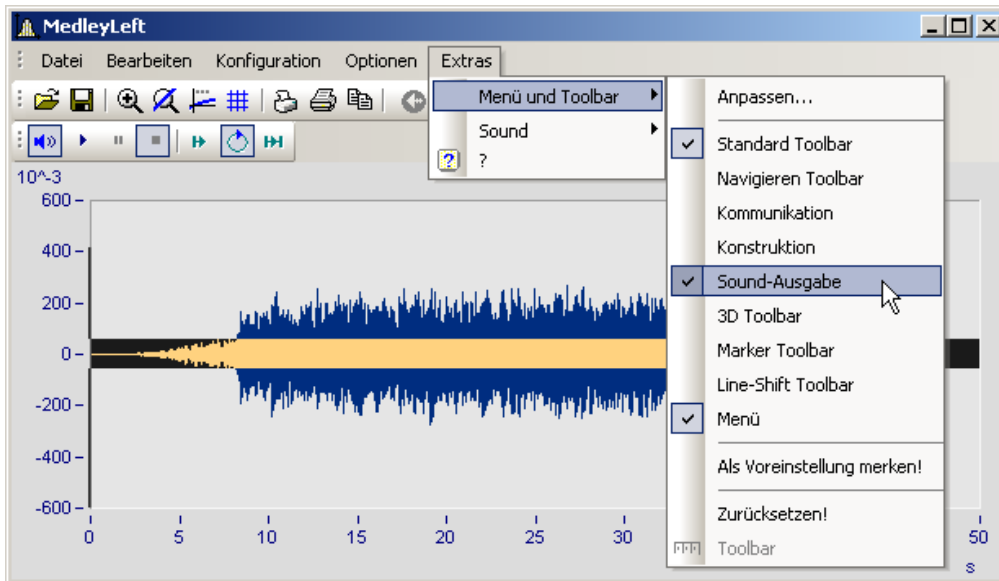 MedleyLeft
Datei Bearbeiten Konfiguration Optionen Extras
Menü und Toolbar
Sound
?
Anpassen...
Standard Toolbar
Navigieren Toolbar
Kommunikation
Konstruktion
Sound-Ausgabe
3D Toolbar
Marker Toolbar
Line-Shift Toolbar
Menü
Als Voreinstellung merken!
Zurücksetzen!
Toolbar
10^-3
600
400
200
0
-200
-400
-600
0 5 10 15 20 25 30 50
s